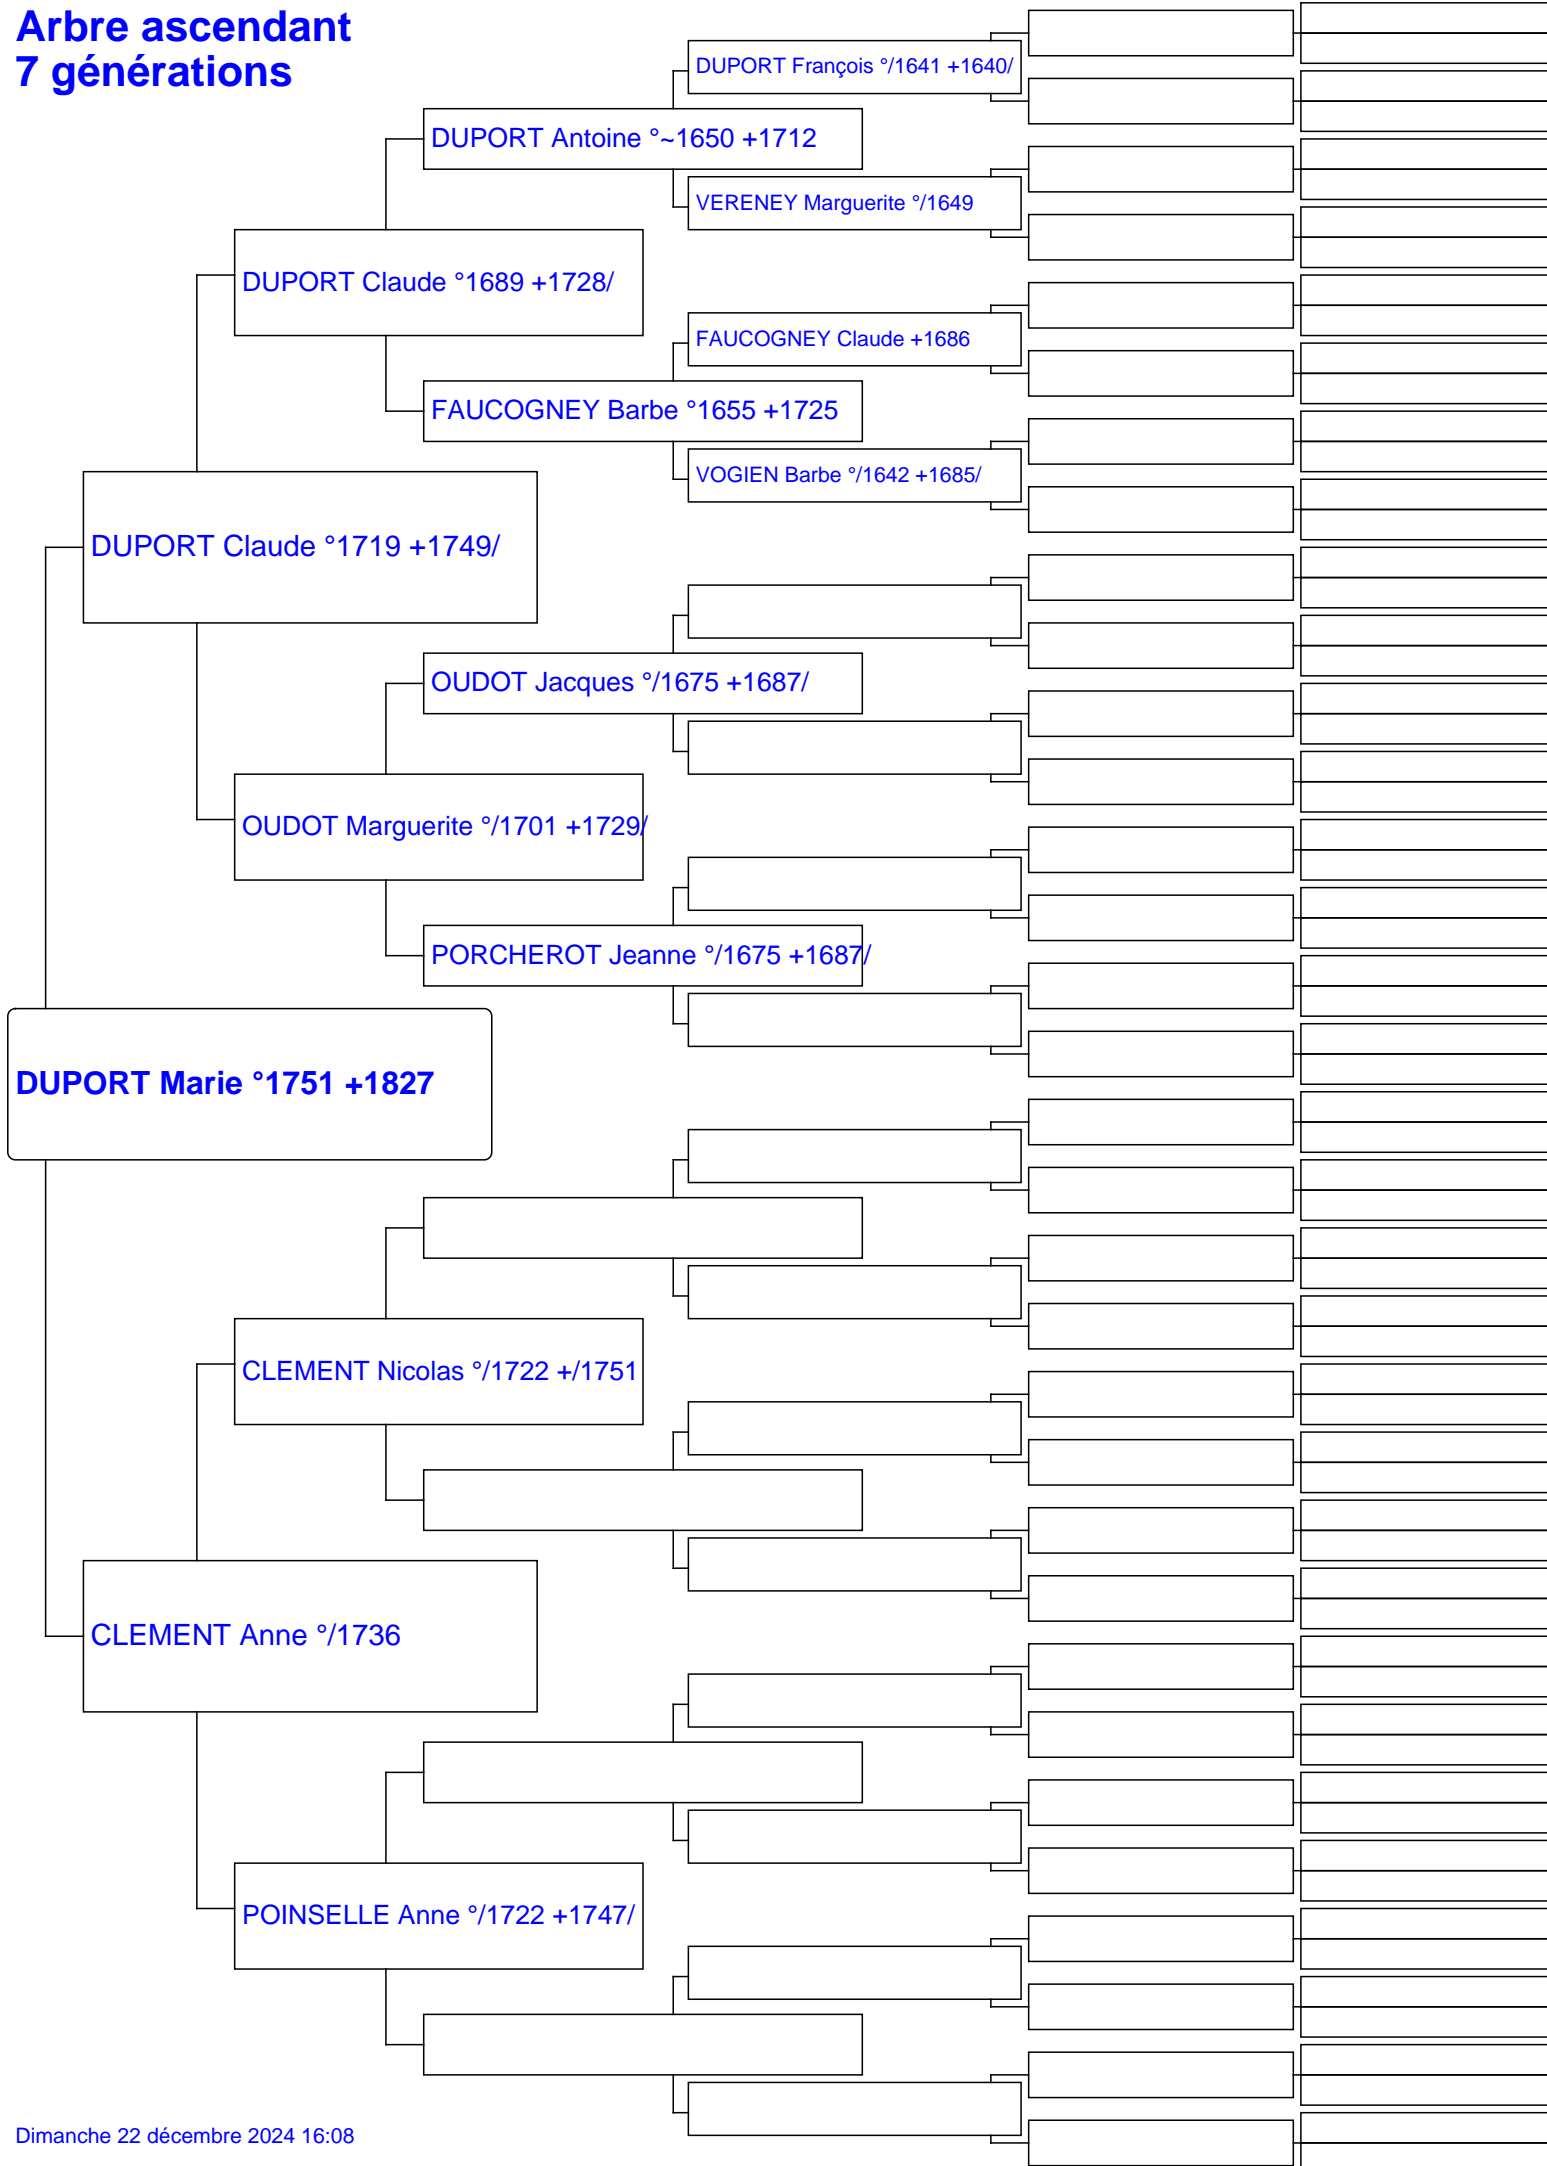 Arbre ascendant
7 générations
DUPORT François °/1641 +1640/
DUPORT Antoine °~1650 +1712
VERENEY Marguerite °/1649
DUPORT Claude °1689 +1728/
FAUCOGNEY Claude +1686
FAUCOGNEY Barbe °1655 +1725
VOGIEN Barbe °/1642 +1685/
DUPORT Claude °1719 +1749/
OUDOT Jacques °/1675 +1687/
OUDOT Marguerite °/1701 +1729/
PORCHEROT Jeanne °/1675 +1687/
DUPORT Marie °1751 +1827
CLEMENT Nicolas °/1722 +/1751
CLEMENT Anne °/1736
POINSELLE Anne °/1722 +1747/
Dimanche 22 décembre 2024 16:08